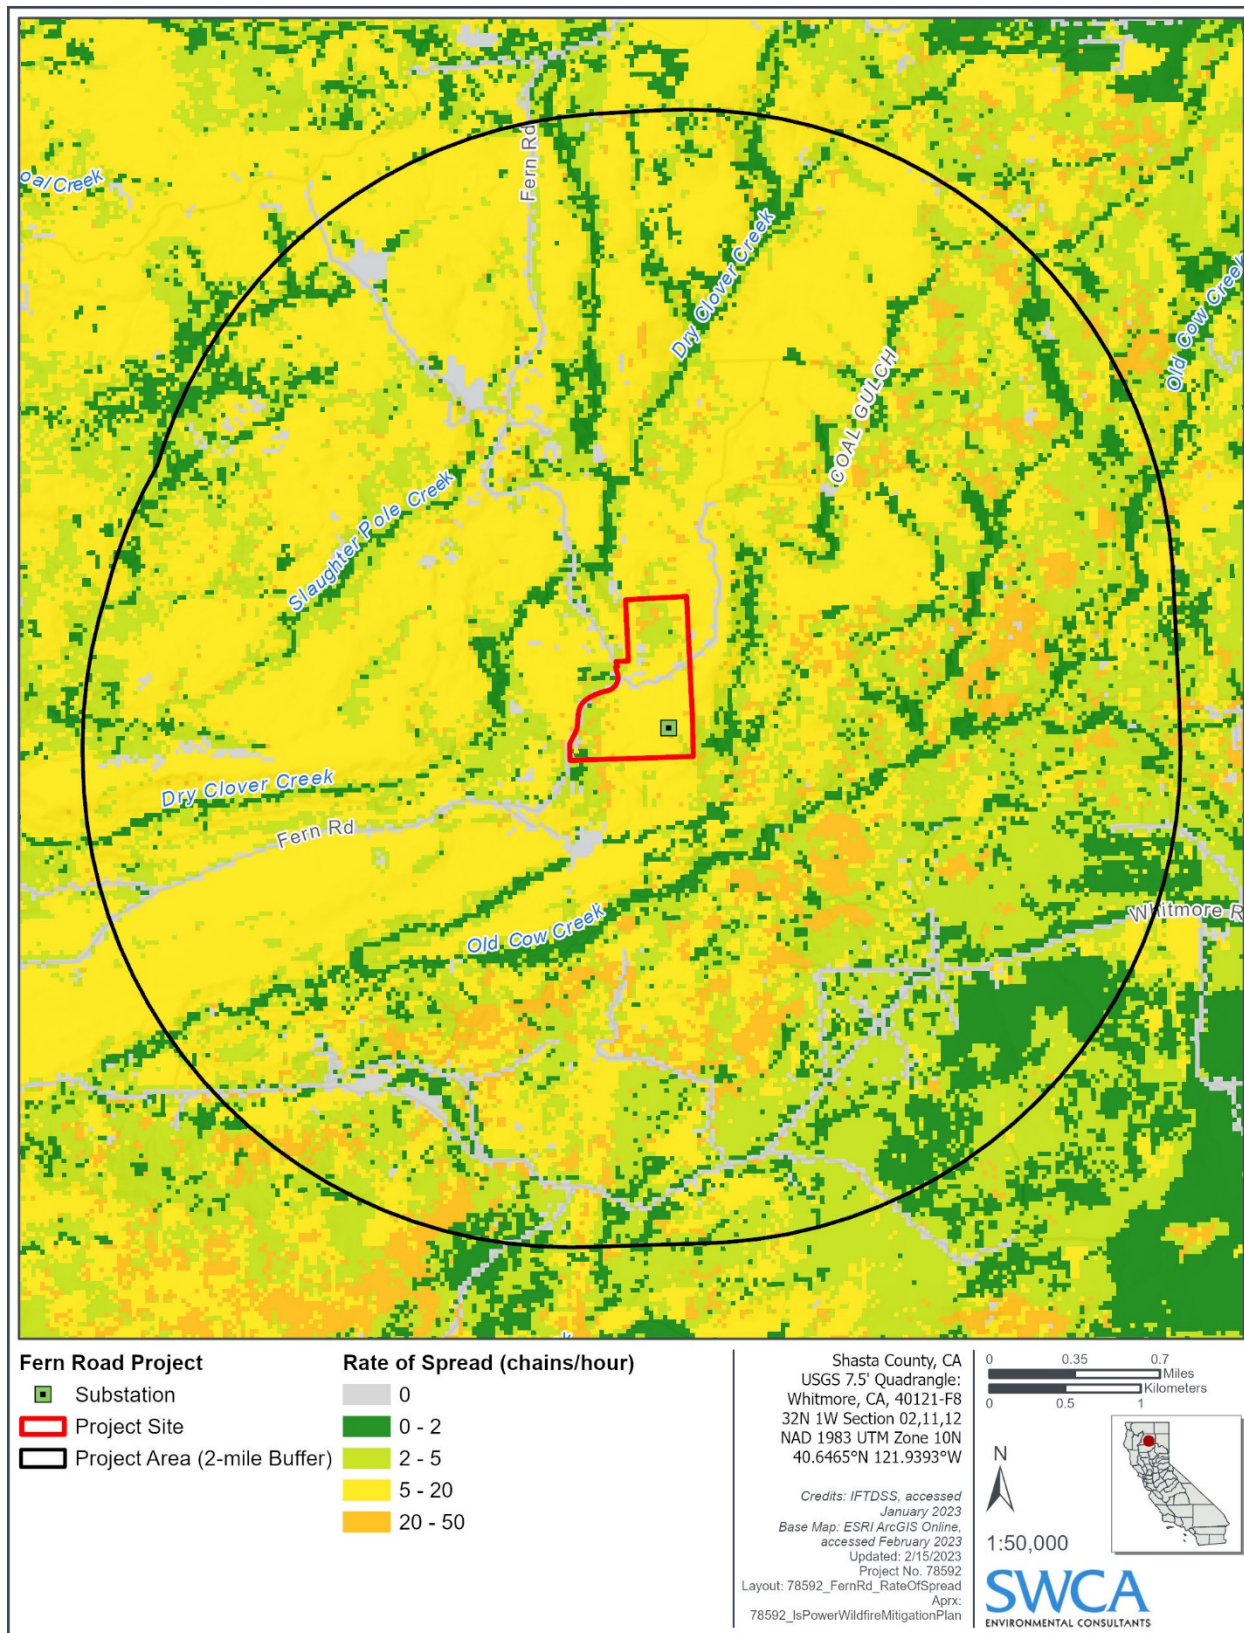 Fern Rd
oal Creek
Dry Clover Creek
Old Cow Creek
COAL GULCH
Slaughter Pole Creek
Dry Clover Creek
Fern Rd
Whitmore R
Old Cow Creek
Fern Road Project
Substation
Project Site
Project Area (2-mile Buffer)
Rate of Spread (chains/hour)
0
0 - 2
2 - 5
5 - 20
20 - 50
Shasta County, CA
USGS 7.5' Quadrangle:
Whitmore, CA, 40121-F8
32N 1W Section 02,11,12
NAD 1983 UTM Zone 10N
40.6465°N 121.9393°W
Credits: IFTDSS, accessed
January 2023
Base Map: ESRI ArcGIS Online,
accessed February 2023
Updated: 2/15/2023
Project No. 78592
Layout: 78592_FernRd_RateOfSpread
Aprx:
78592_IsPowerWildfireMitigationPlan
0 0.35 0.7
Miles
Kilometers
0 0.5 1
N
1:50,000
SWCA
ENVIRONMENTAL CONSULTANTS